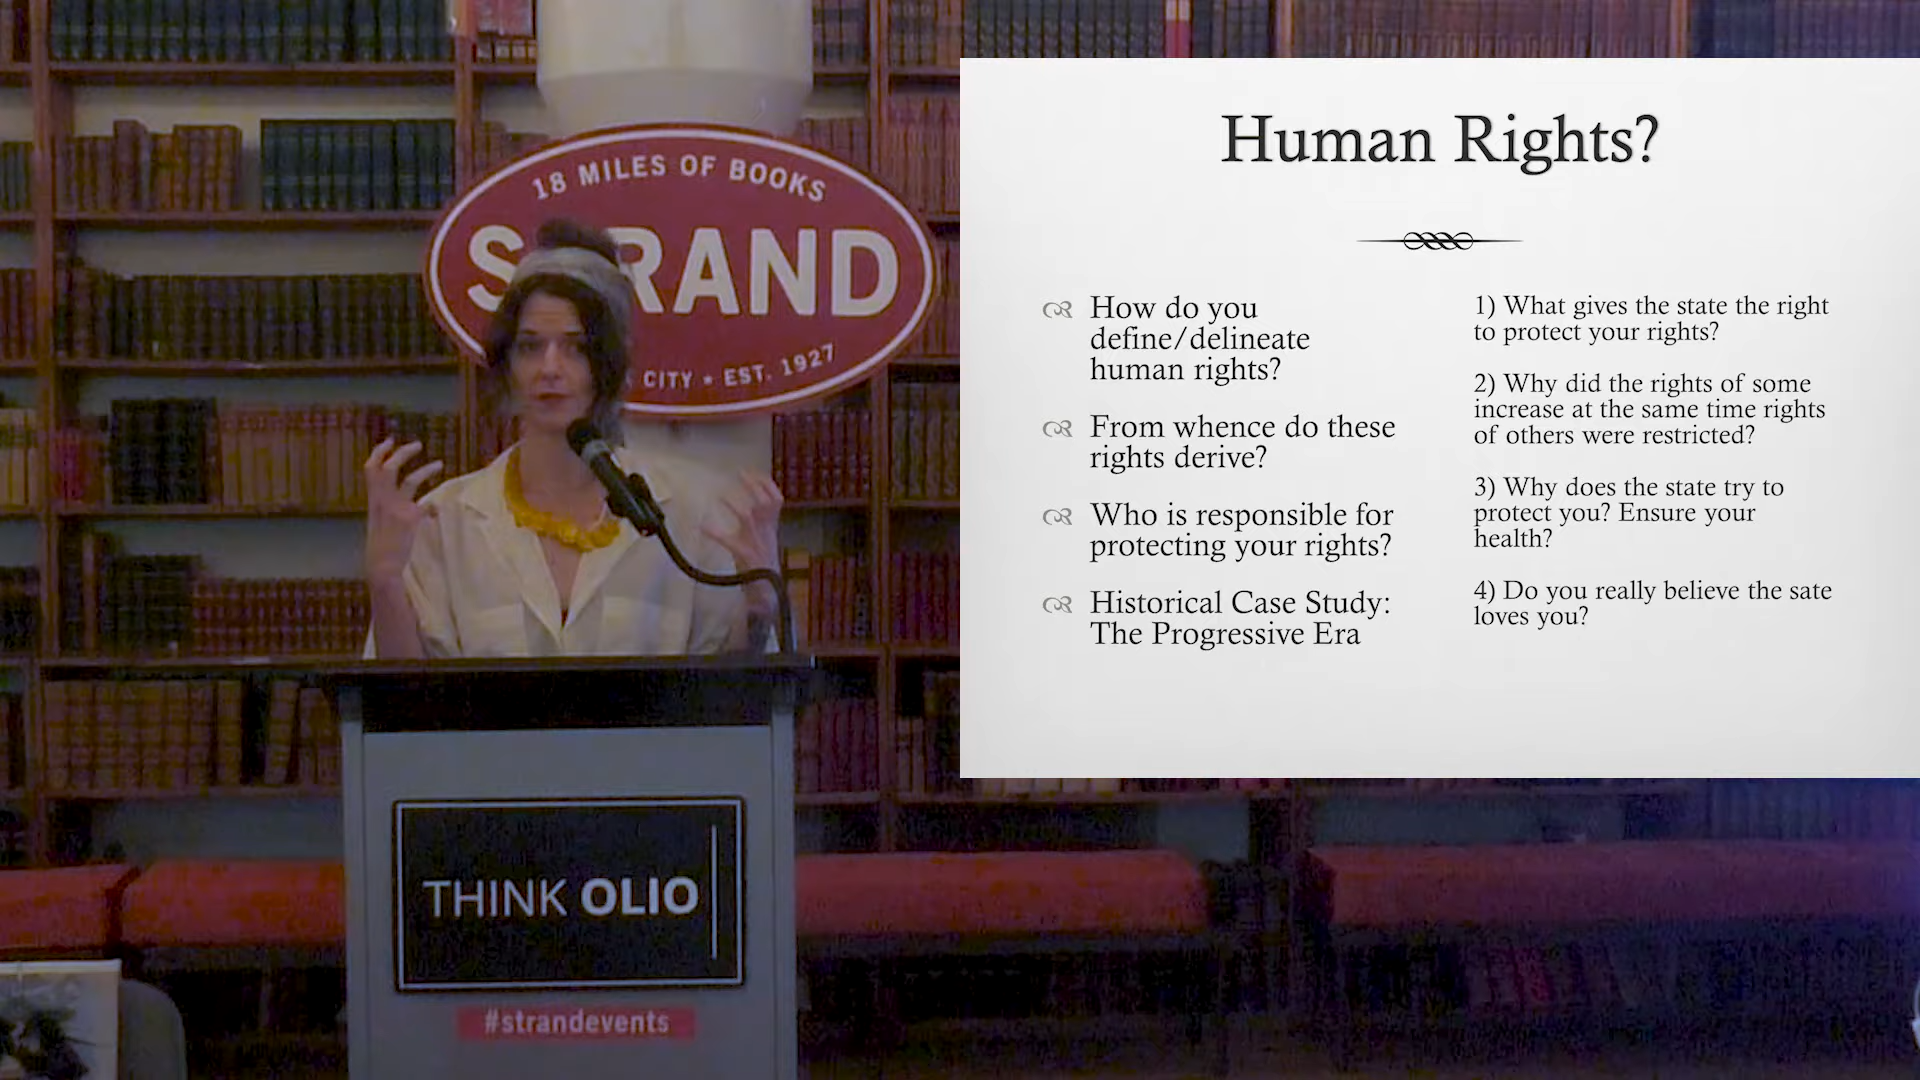 18 MILES OF BOOKS
S RAND
CITY ★ EST. 1927
THINK OLIO
#strandevents
Human Rights?
How do you
define/delineate
human rights?
From whence do these
rights derive?
Who is responsible for
protecting your rights?
Historical Case Study:
The Progressive Era
1) What gives the state the right
to protect your rights?
2) Why did the rights of some
increase at the same time rights
of others were restricted?
3) Why does the state try to
protect you? Ensure your
health?
4) Do you really believe the sate
loves you?